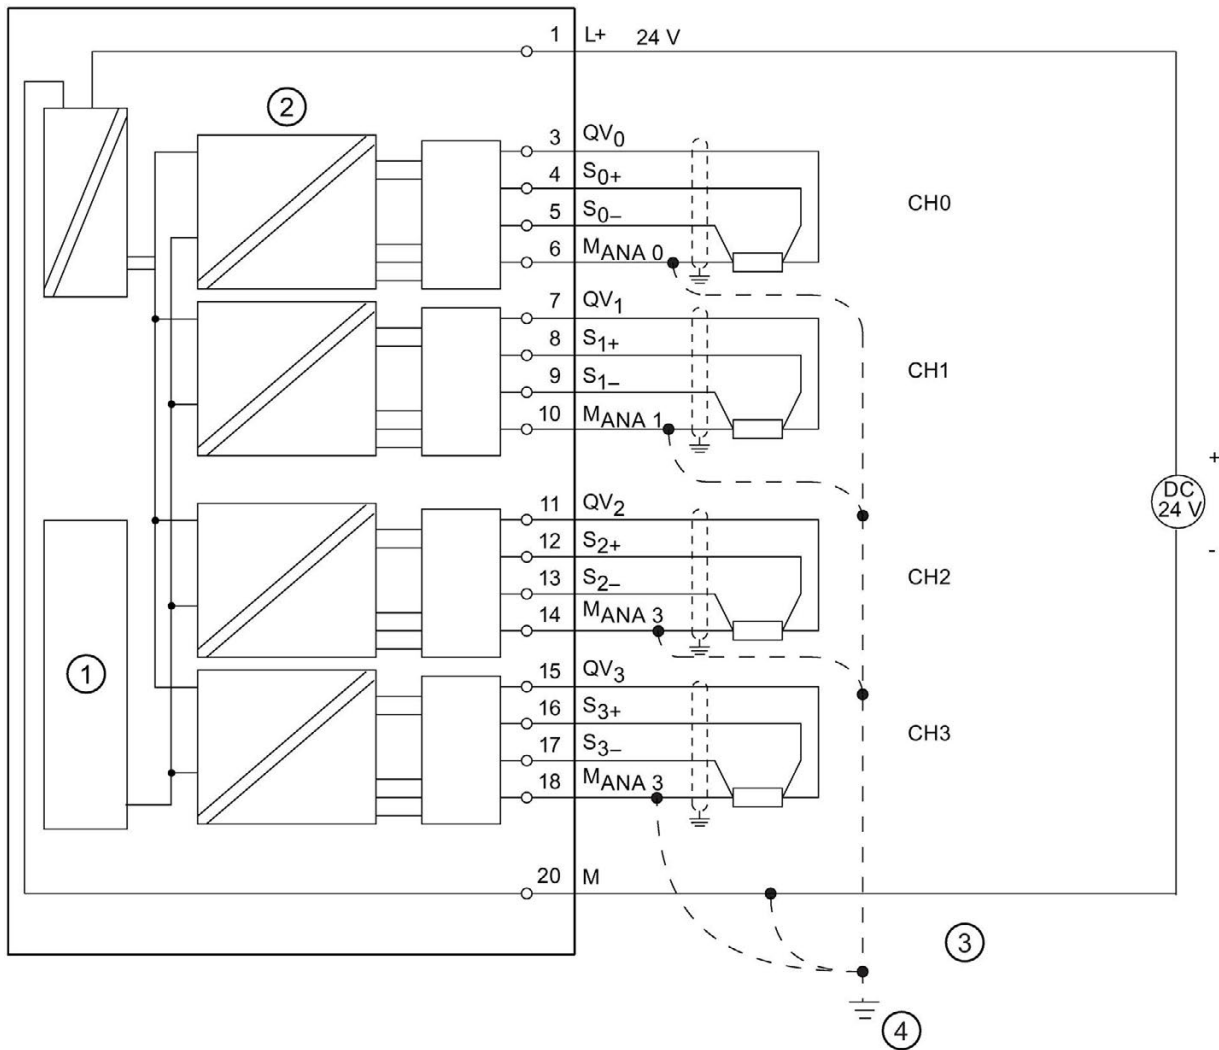 1 L+ 24 V
②
3 QV0
4 S0+
5 S0–
6 MANA 0
CH0
7 QV1
8 S1+
9 S1–
10 MANA 1
CH1
+
DC
24 V
-
11 QV2
12 S2+
13 S2–
14 MANA 3
CH2
①
15 QV3
16 S3+
17 S3–
18 MANA 3
CH3
20 M
③
④